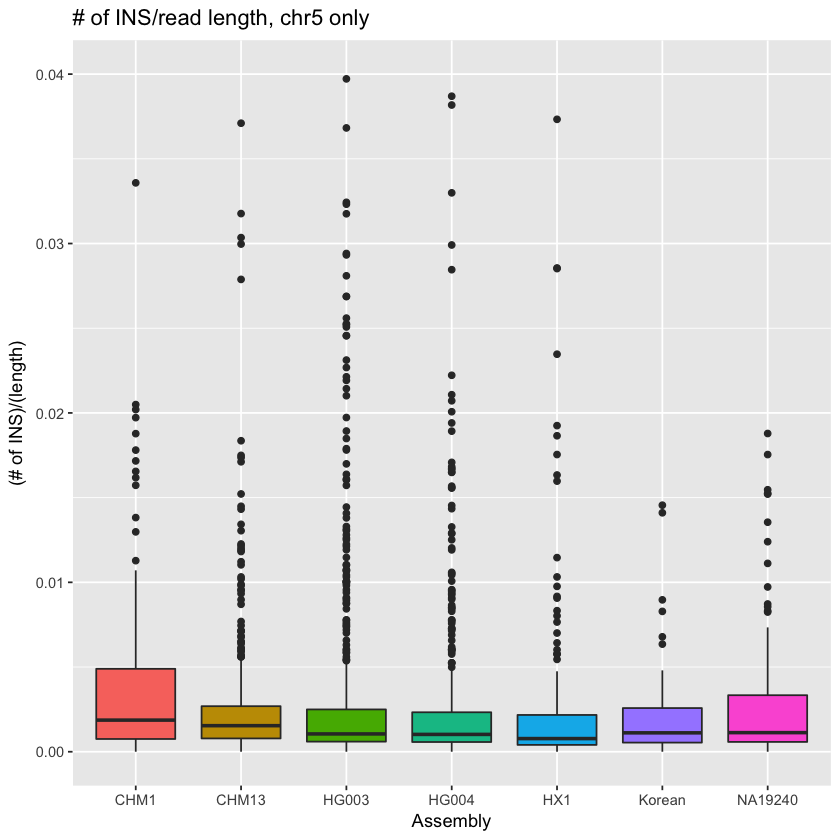 # of INS/read length, chr5 only
(# of INS)/(length)
0.04
0.03
0.02
0.01
0.00
CHM1 CHM13 HG003 HG004 HX1 Korean NA19240
Assembly